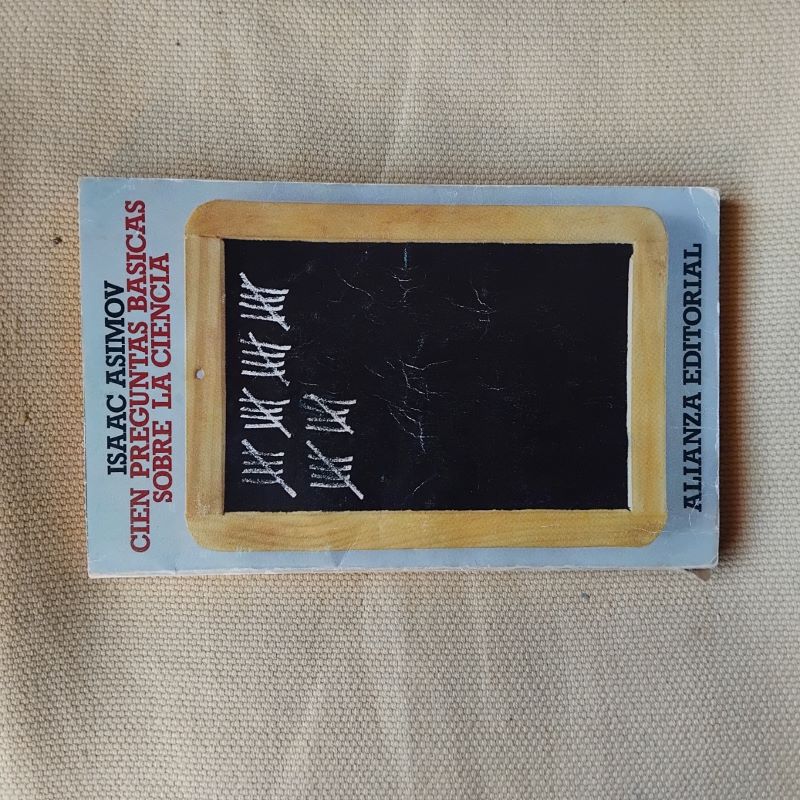 ISAAC ASIMOV
CIEN PREGUNTAS BASICAS
SOBRE LA CIENCIA
ALIANZA EDITORIAL